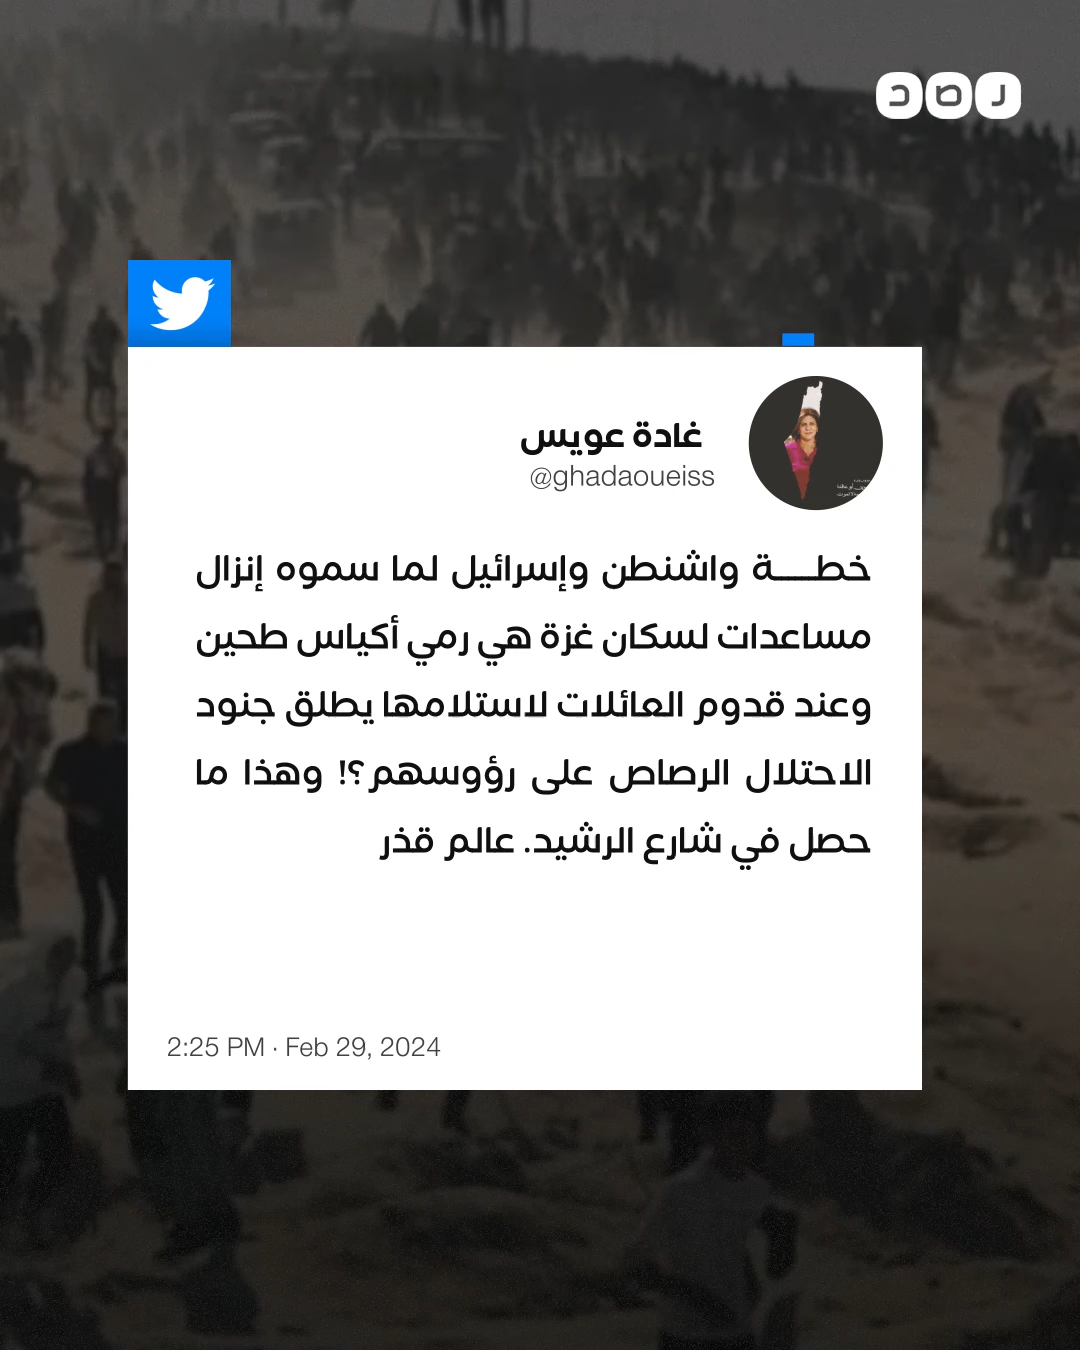 رصد
غادة عويس
@ghadaoueiss
خطـــة واشنطن وإسرائيل لما سموه إنزال
مساعدات لسكان غزة هي رمي أكياس طحين
وعند قدوم العائلات لاستلامها يطلق جنود
الاحتلال الرصاص على رؤوسهم؟! وهذا ما
حصل في شارع الرشيد. عالم قذر
2:25 PM · Feb 29, 2024